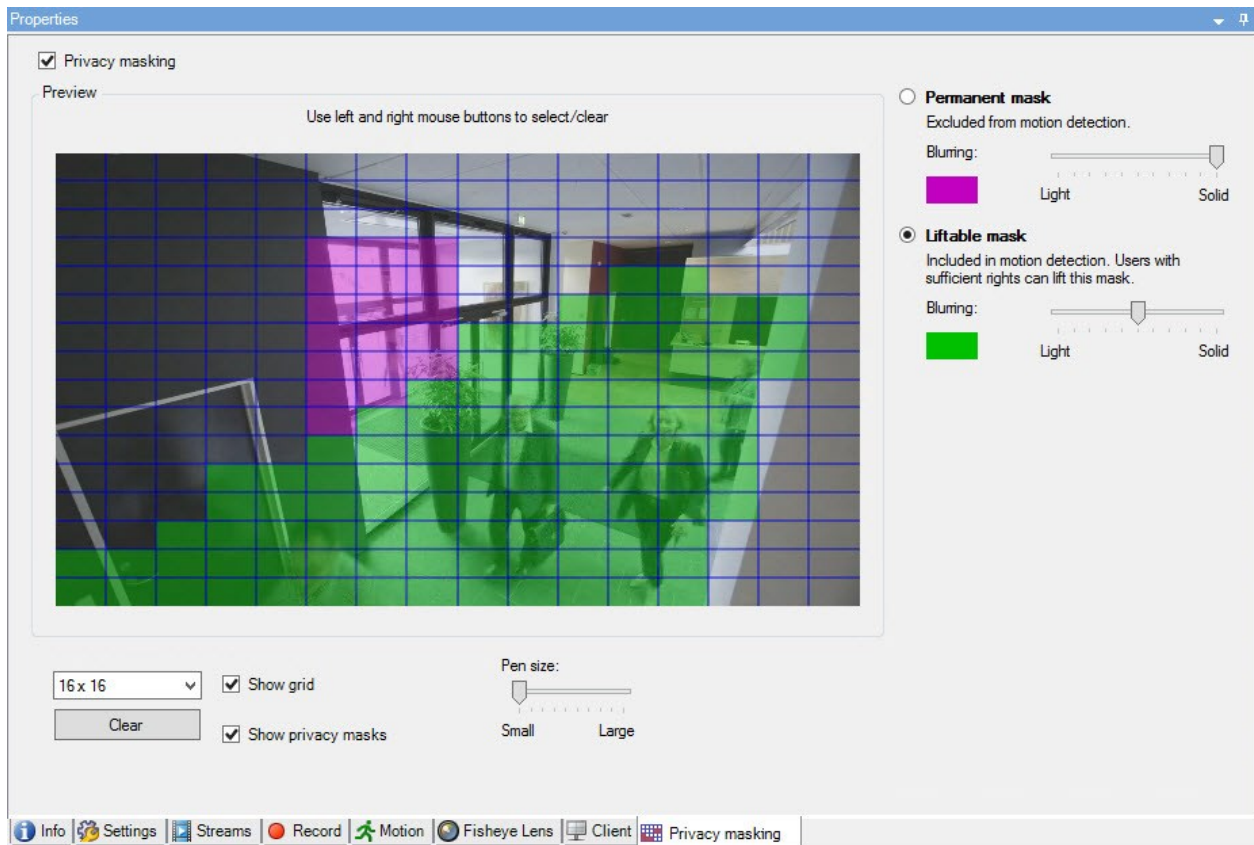 Properties
Privacy masking
Preview
Use left and right mouse buttons to select/clear
Permanent mask
Excluded from motion detection.
Blurring:
Light
Solid
Liftable mask
Included in motion detection. Users with
sufficient rights can lift this mask.
Blurring:
Light
Solid
16 x 16
Show grid
Clear
Show privacy masks
Pen size:
Small
Large
Info
Settings
Streams
Record
Motion
Fisheye Lens
Client
Privacy masking